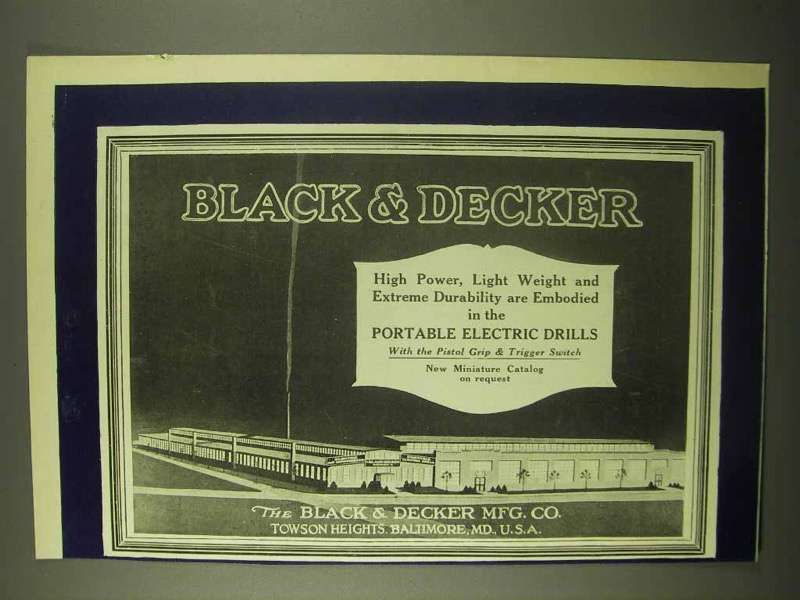 BLACK & DECKER
High Power, Light Weight and
Extreme Durability are Embodied
in the
PORTABLE ELECTRIC DRILLS
With the Pistol Grip & Trigger Switch
New Miniature Catalog
on request
THE BLACK & DECKER MFG. CO.
TOWSON HEIGHTS. BALTIMORE, MD., U.S.A.